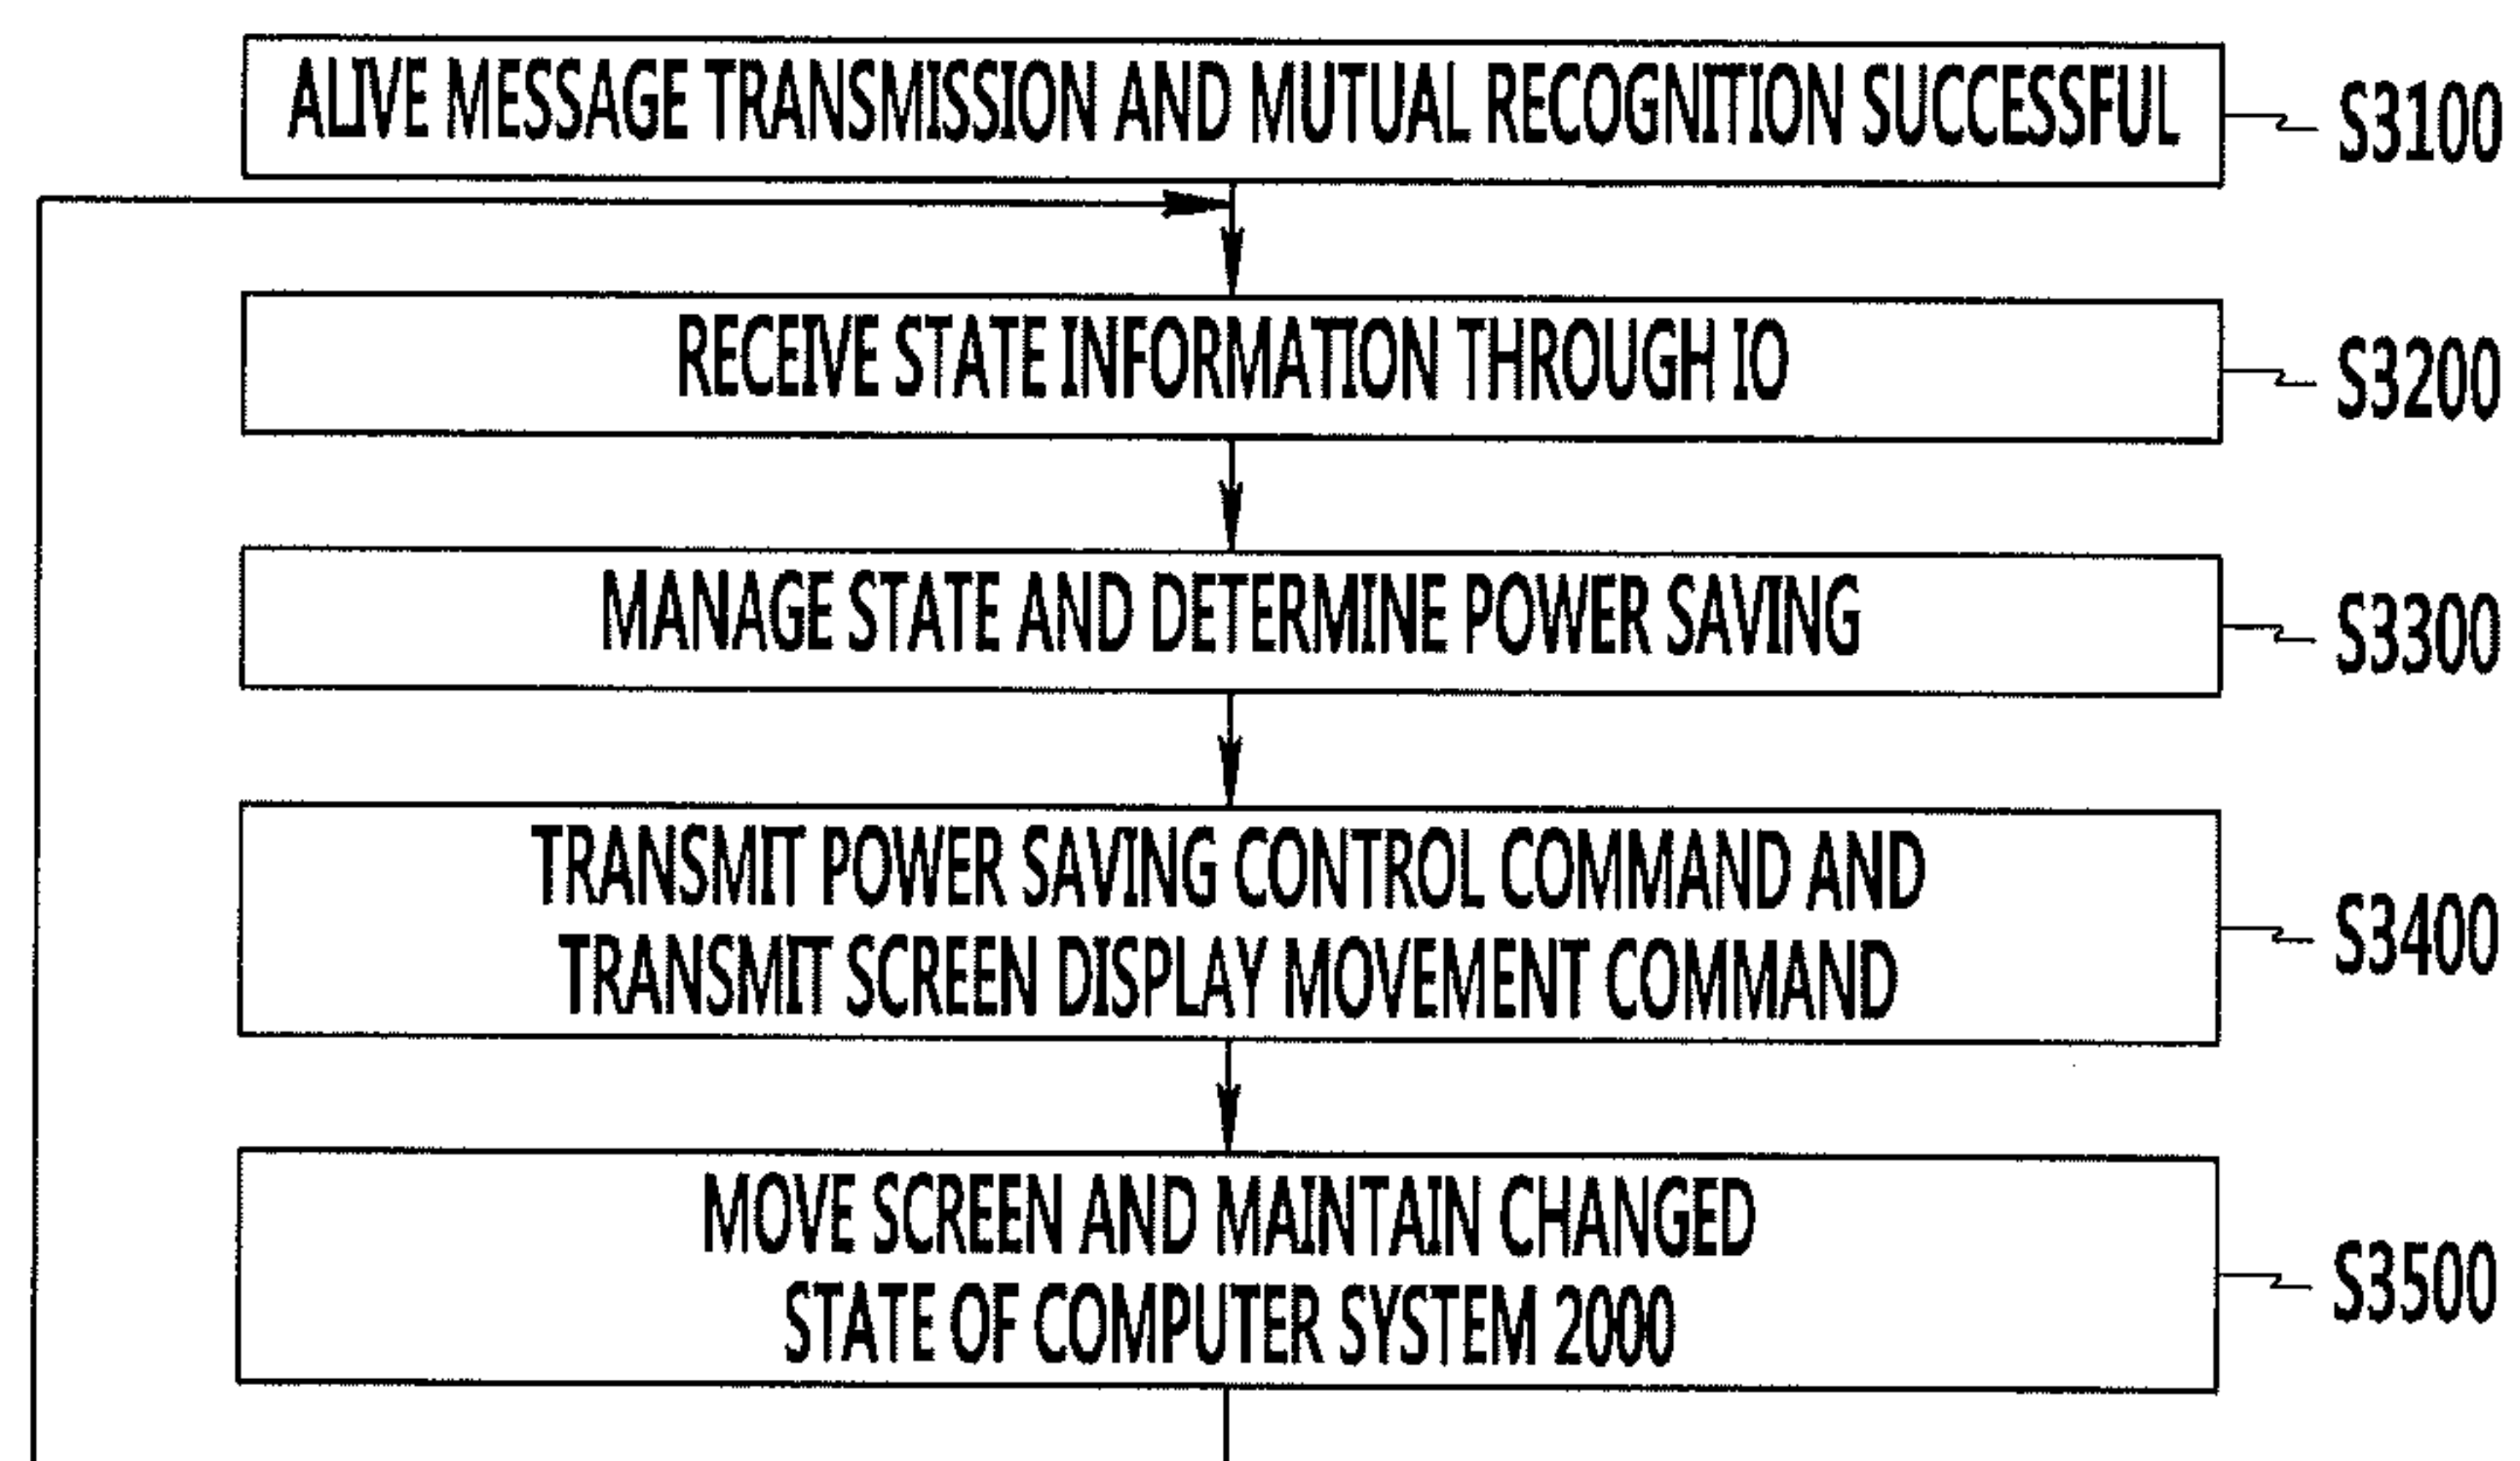 ALIVE MESSAGE TRANSMISSION AND MUTUAL RECOGNITION SUCCESSFUL
S3100
RECEIVE STATE INFORMATION THROUGH IO
S3200
MANAGE STATE AND DETERMINE POWER SAVING
S3300
TRANSMIT POWER SAVING CONTROL COMMAND AND
TRANSMIT SCREEN DISPLAY MOVEMENT COMMAND
S3400
MOVE SCREEN AND MAINTAIN CHANGED
STATE OF COMPUTER SYSTEM 2000
S3500